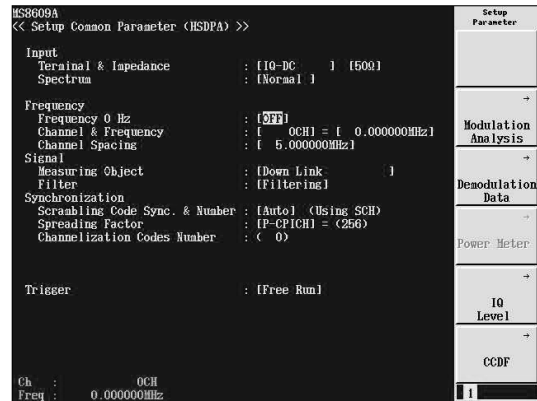 MS8609A
<< Setup Common Parameter (HSDPA) >>
Input
Terminal & Impedance : [IQ-DC ] [50Ω]
Spectrum : [Normal ]
Frequency
Frequency 0 Hz : [OFF]
Channel & Frequency : [ 0CH] = [ 0.000000MHz]
Channel Spacing : [ 5.000000MHz]
Signal
Measuring Object : [Down Link ]
Filter : [Filtering]
Synchronization
Scrambling Code Sync. & Number : [Auto] (Using SCH)
Spreading Factor : [P-CPICH] = (256)
Channelization Codes Number : ( 0)
Trigger : [Free Run]
Ch : 0CH
Freq : 0.000000MHz
Setup
Parameter
→
Modulation
Analysis
→
Demodulation
Data
→
Power Meter
→
IQ
Level
→
CCDF
1